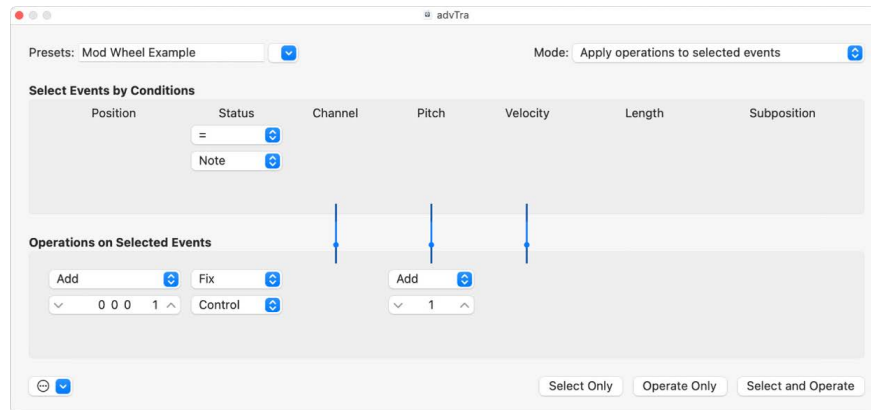 advTra
Presets: Mod Wheel Example Mode: Apply operations to selected events
Select Events by Conditions
Position Status Channel Pitch Velocity Length Subposition
=
Note
Operations on Selected Events
Add Fix Add
0 0 0 1 Control 1
Select Only Operate Only Select and Operate